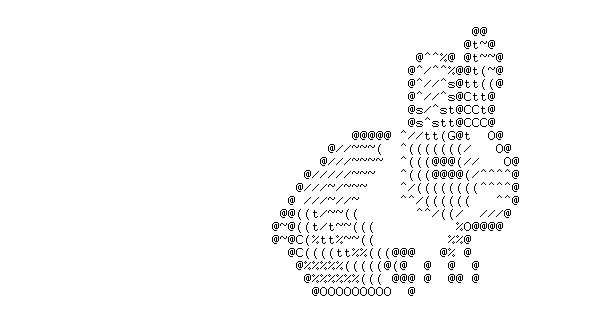 @@
                        @t~@
                  @^^%@ @t~~@
                 @^/^^%@@t(~@
                 @^//^s@tt((@
                 @^//^s@Ctt@
                 @s/^st@CCt@
                 @s^stt@CCC@
          @@@@@ ^//tt(G@t  O@
       @//~~~(  ^(((((((/   O@
      @///~~~~  ^(((@@@(//   O@
    @/////~~~   ^(((@@@@(/^^^^@
   @///~/~~~    ^/((((((((^^^^@
  @ ///~//~     ^^/((((((   ^^@
 @@((t/~~((       ^^/((/  ///@
@~@((t/t~~(((          %O@@@@
@~@C(%tt%~~((         %%@
  @C((((tt%%(((@@@   @% @
   @%%%%%(((((@(@  @  @  @
    @%%%%%%((( @@@ @  @@ @
     @OOOOOOOOO  @